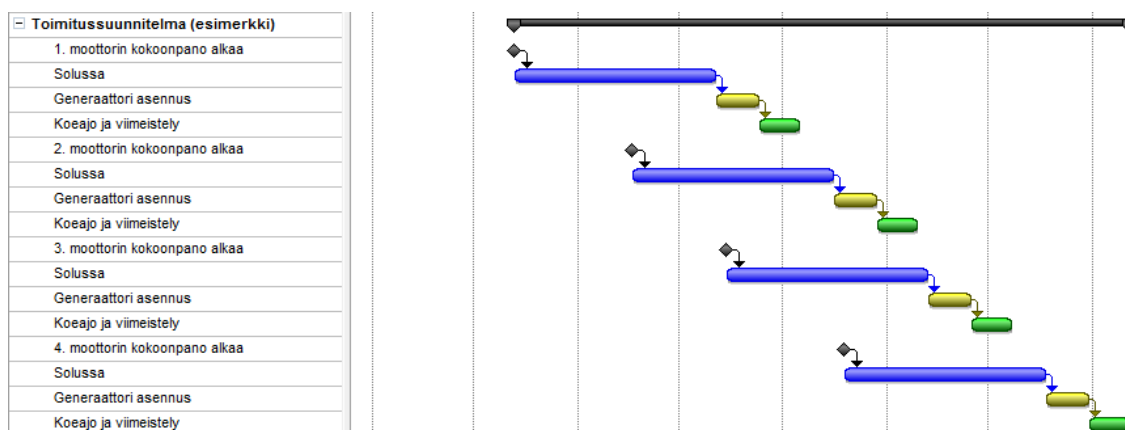 Toimitussuunnitelma (esimerkki)
1. moottorin kokoonpano alkaa
Solussa
Generaattori asennus
Koeajo ja viimeistely
2. moottorin kokoonpano alkaa
Solussa
Generaattori asennus
Koeajo ja viimeistely
3. moottorin kokoonpano alkaa
Solussa
Generaattori asennus
Koeajo ja viimeistely
4. moottorin kokoonpano alkaa
Solussa
Generaattori asennus
Koeajo ja viimeistely